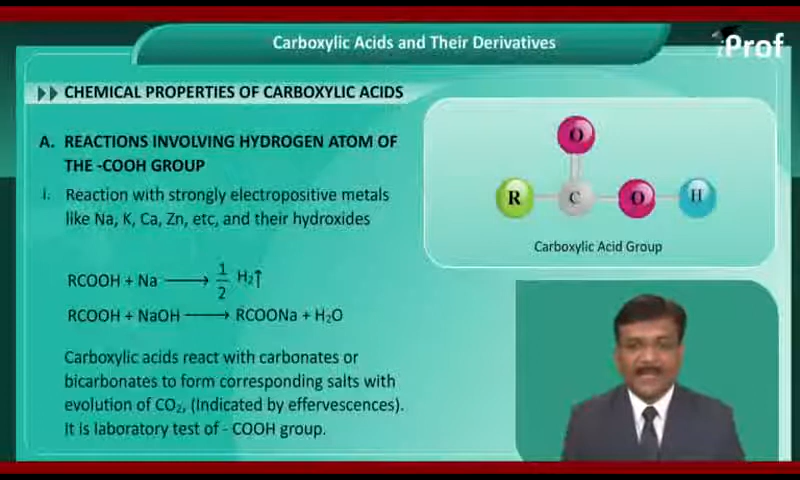 Carboxylic Acids and Their Derivatives
iProf
CHEMICAL PROPERTIES OF CARBOXYLIC ACIDS
A. REACTIONS INVOLVING HYDROGEN ATOM OF
THE -COOH GROUP
i. Reaction with strongly electropositive metals
like Na, K, Ca, Zn, etc, and their hydroxides
RCOOH + Na ⟶ 1/2 H₂↑
RCOOH + NaOH ⟶ RCOONa + H₂O
Carboxylic acids react with carbonates or
bicarbonates to form corresponding salts with
evolution of CO₂, (Indicated by effervescences).
It is laboratory test of - COOH group.
O
R C O H
Carboxylic Acid Group